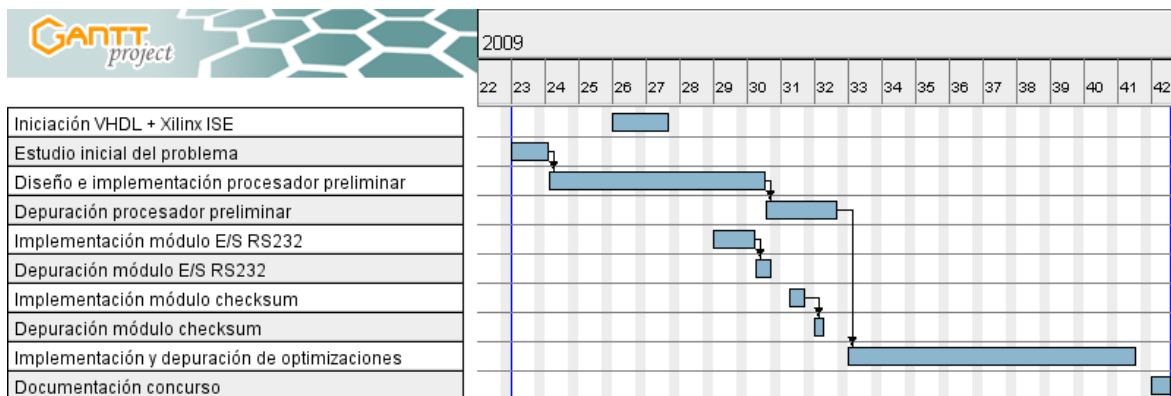 GANTT
project
2009
22 23 24 25 26 27 28 29 30 31 32 33 34 35 36 37 38 39 40 41 42
Iniciación VHDL + Xilinx ISE
Estudio inicial del problema
Diseño e implementación procesador preliminar
Depuración procesador preliminar
Implementación módulo E/S RS232
Depuración módulo E/S RS232
Implementación módulo checksum
Depuración módulo checksum
Implementación y depuración de optimizaciones
Documentación concurso